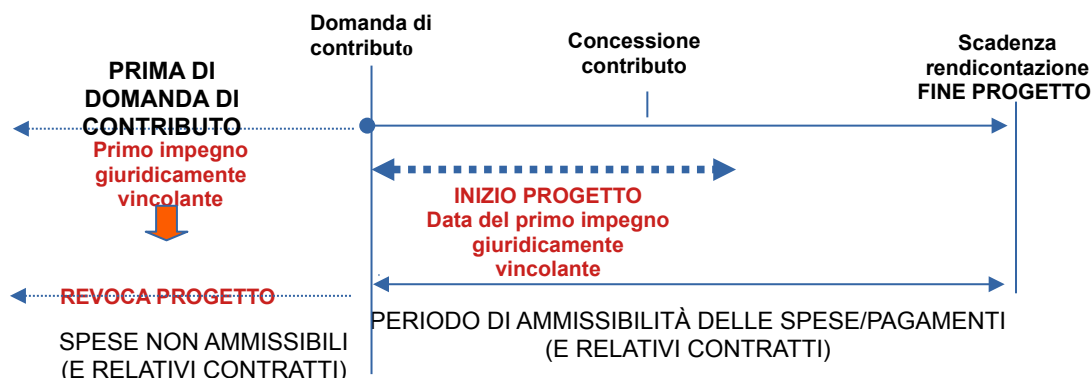 Domanda di
contributo
Concessione
contributo
Scadenza
rendicontazione
FINE PROGETTO
PRIMA DI
DOMANDA DI
CONTRIBUTO
Primo impegno
giuridicamente
vincolante
INIZIO PROGETTO
Data del primo impegno
giuridicamente
vincolante
REVOCA PROGETTO
SPESE NON AMMISSIBILI
(E RELATIVI CONTRATTI)
PERIODO DI AMMISSIBILITÀ DELLE SPESE/PAGAMENTI
(E RELATIVI CONTRATTI)